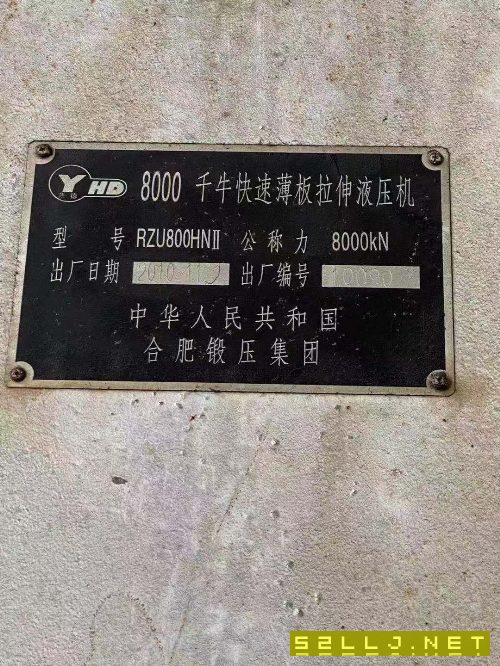 YHD 8000 千牛快速薄板拉伸液压机
型 号 RZU800HNⅡ 公 称 力 8000kN
出厂日期 2010 11 出厂编号
中华人民共和国
合肥锻压集团
52LLJ.NET